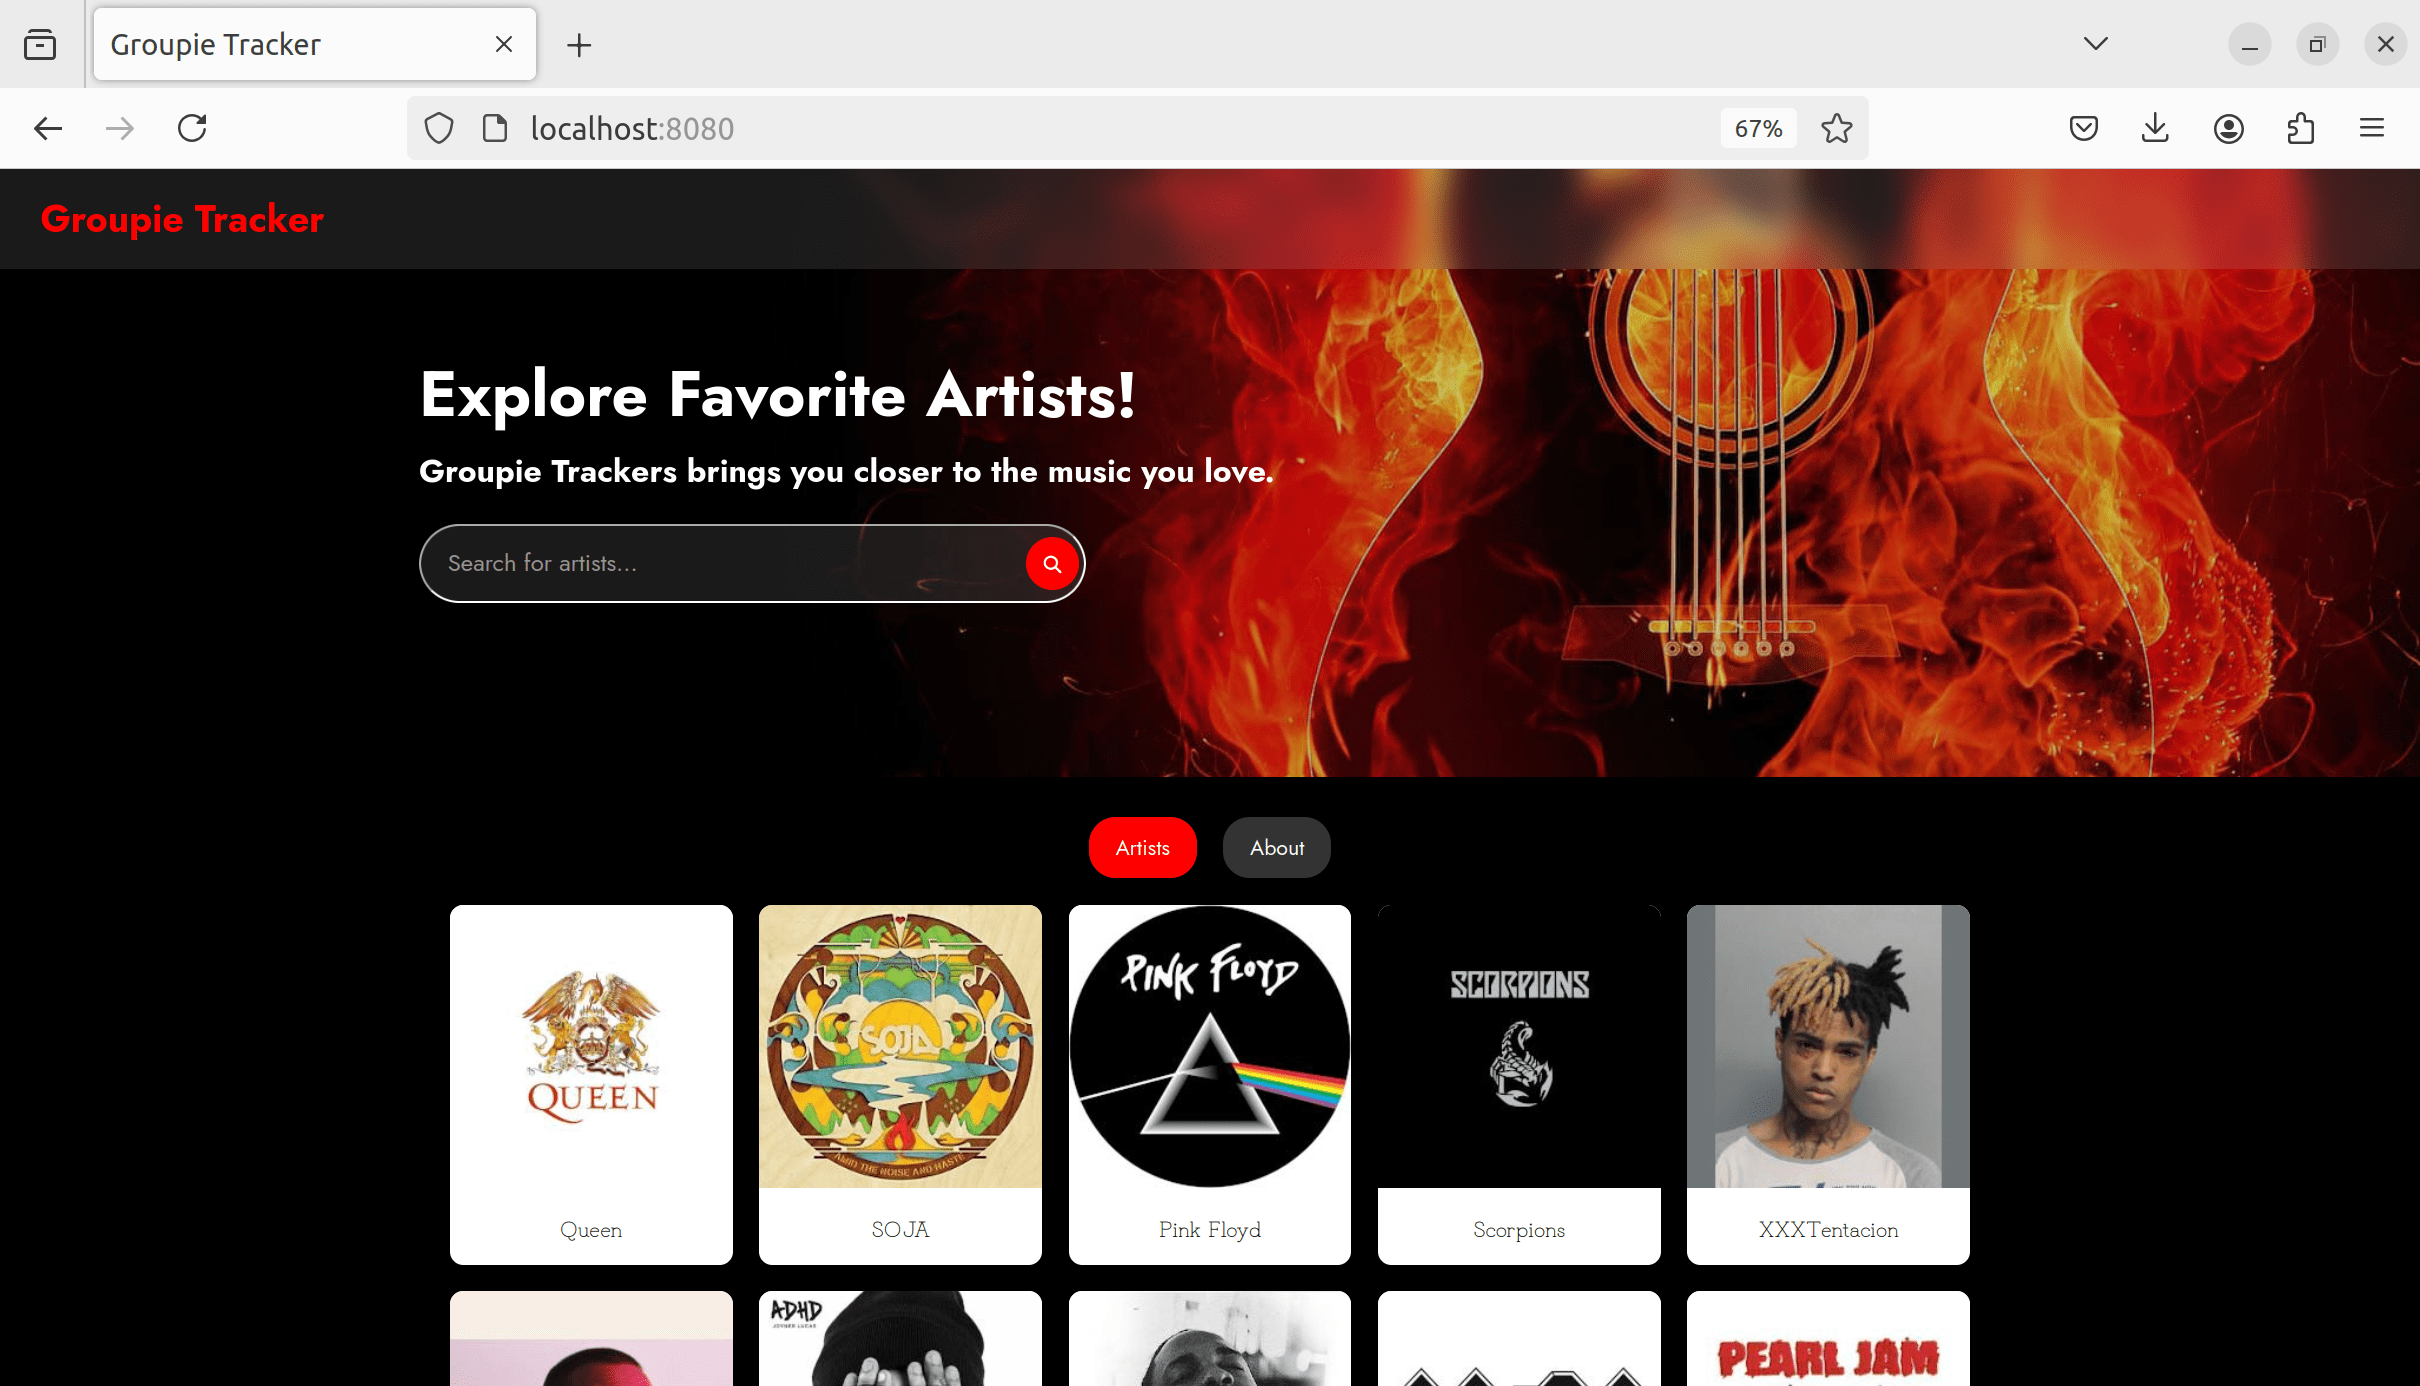 Groupie Tracker
localhost:8080
67%
Groupie Tracker
Explore Favorite Artists!
Groupie Trackers brings you closer to the music you love.
Search for artists...
Artists
About
QUEEN
SOJA
AMID THE NOISE AND HASTE
PINK FLOYD
SCORPIONS
Queen
SOJA
Pink Floyd
Scorpions
XXXTentacion
ADHD
JOYNER LUCAS
PEARL JAM